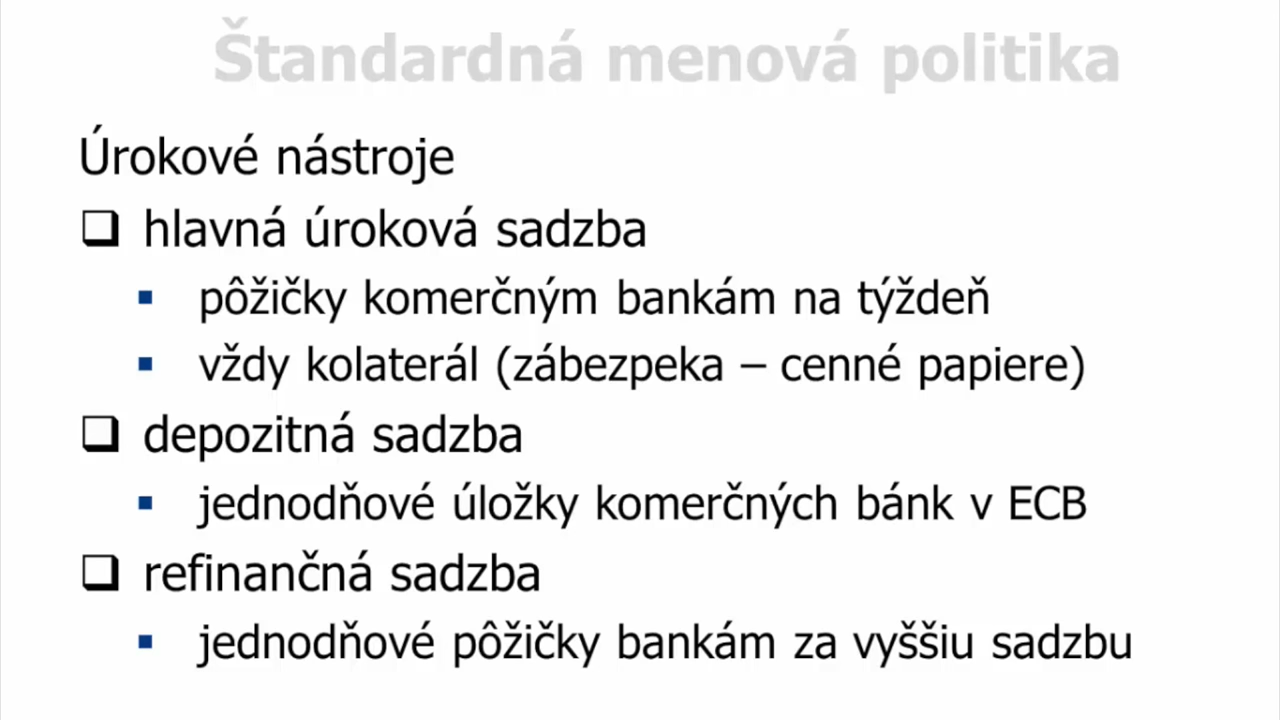 Štandardná menová politika
Úrokové nástroje
hlavná úroková sadzba
pôžičky komerčným bankám na týždeň
vždy kolaterál (zábezpeka – cenné papiere)
depozitná sadzba
jednodňové úložky komerčných bánk v ECB
refinančná sadzba
jednodňové pôžičky bankám za vyššiu sadzbu